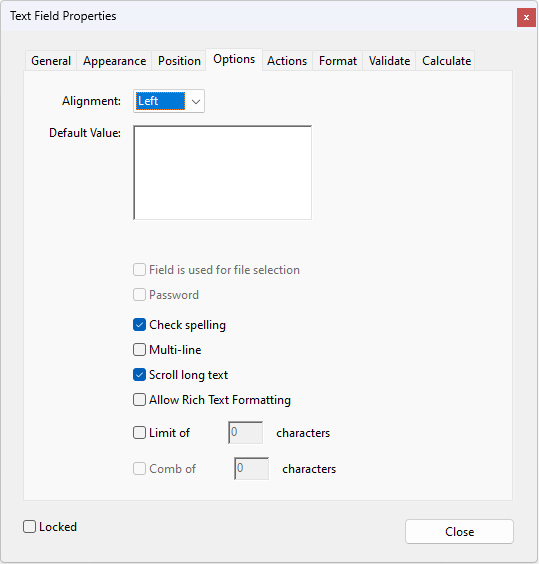 Text Field Properties
General Appearance Position Options Actions Format Validate Calculate
Alignment: Left
Default Value:
Field is used for file selection
Password
Check spelling
Multi-line
Scroll long text
Allow Rich Text Formatting
Limit of 0 characters
Comb of 0 characters
Locked Close